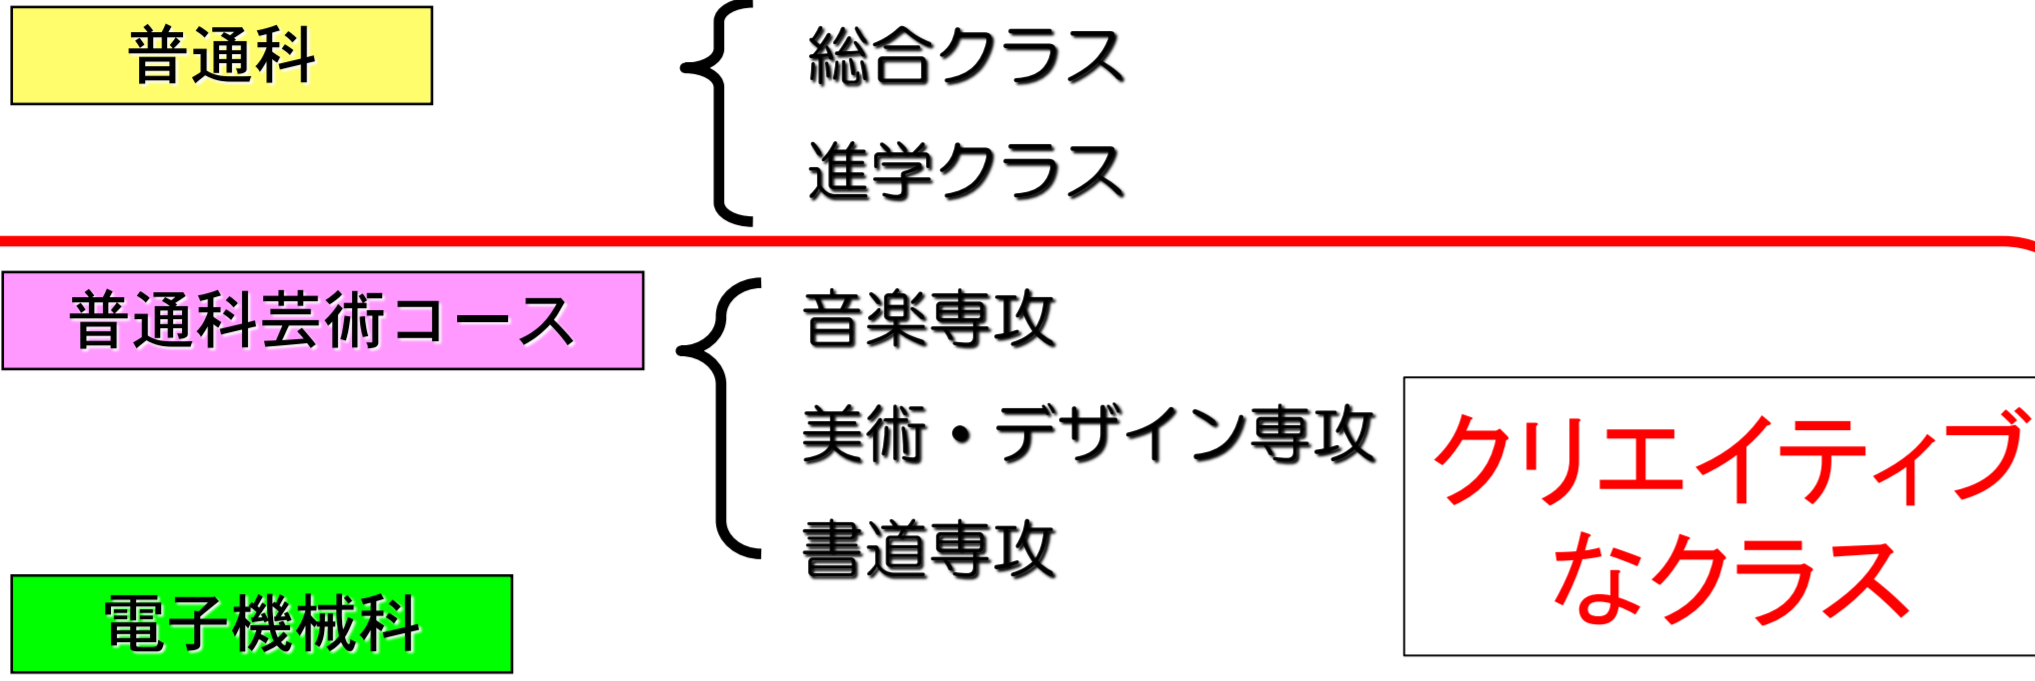 普通科
総合クラス
進学クラス
普通科芸術コース
音楽専攻
美術・デザイン専攻
書道専攻
クリエイティブ
なクラス
電子機械科